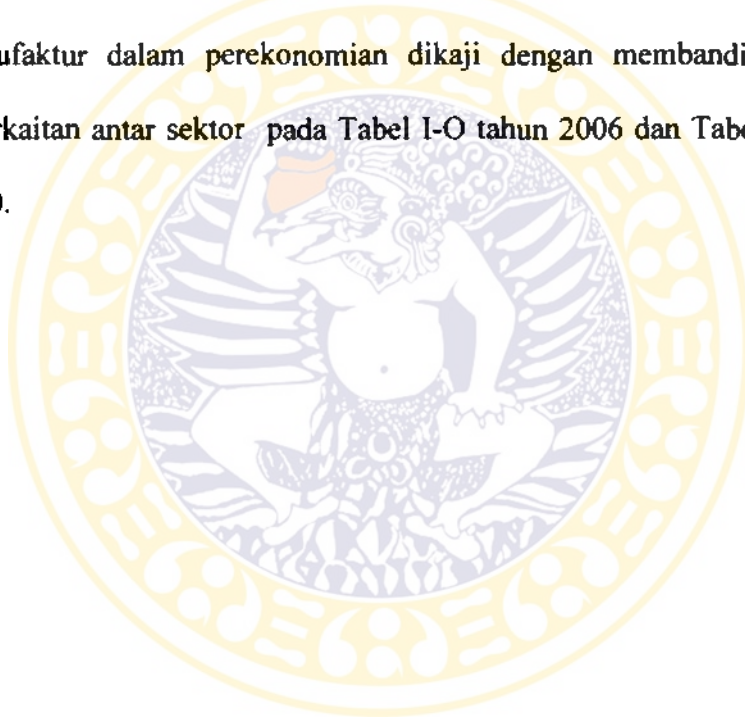 ufaktur dalam perekonomian dikaji dengan membandi
rkaitan antar sektor pada Tabel I-O tahun 2006 dan Tabe
).